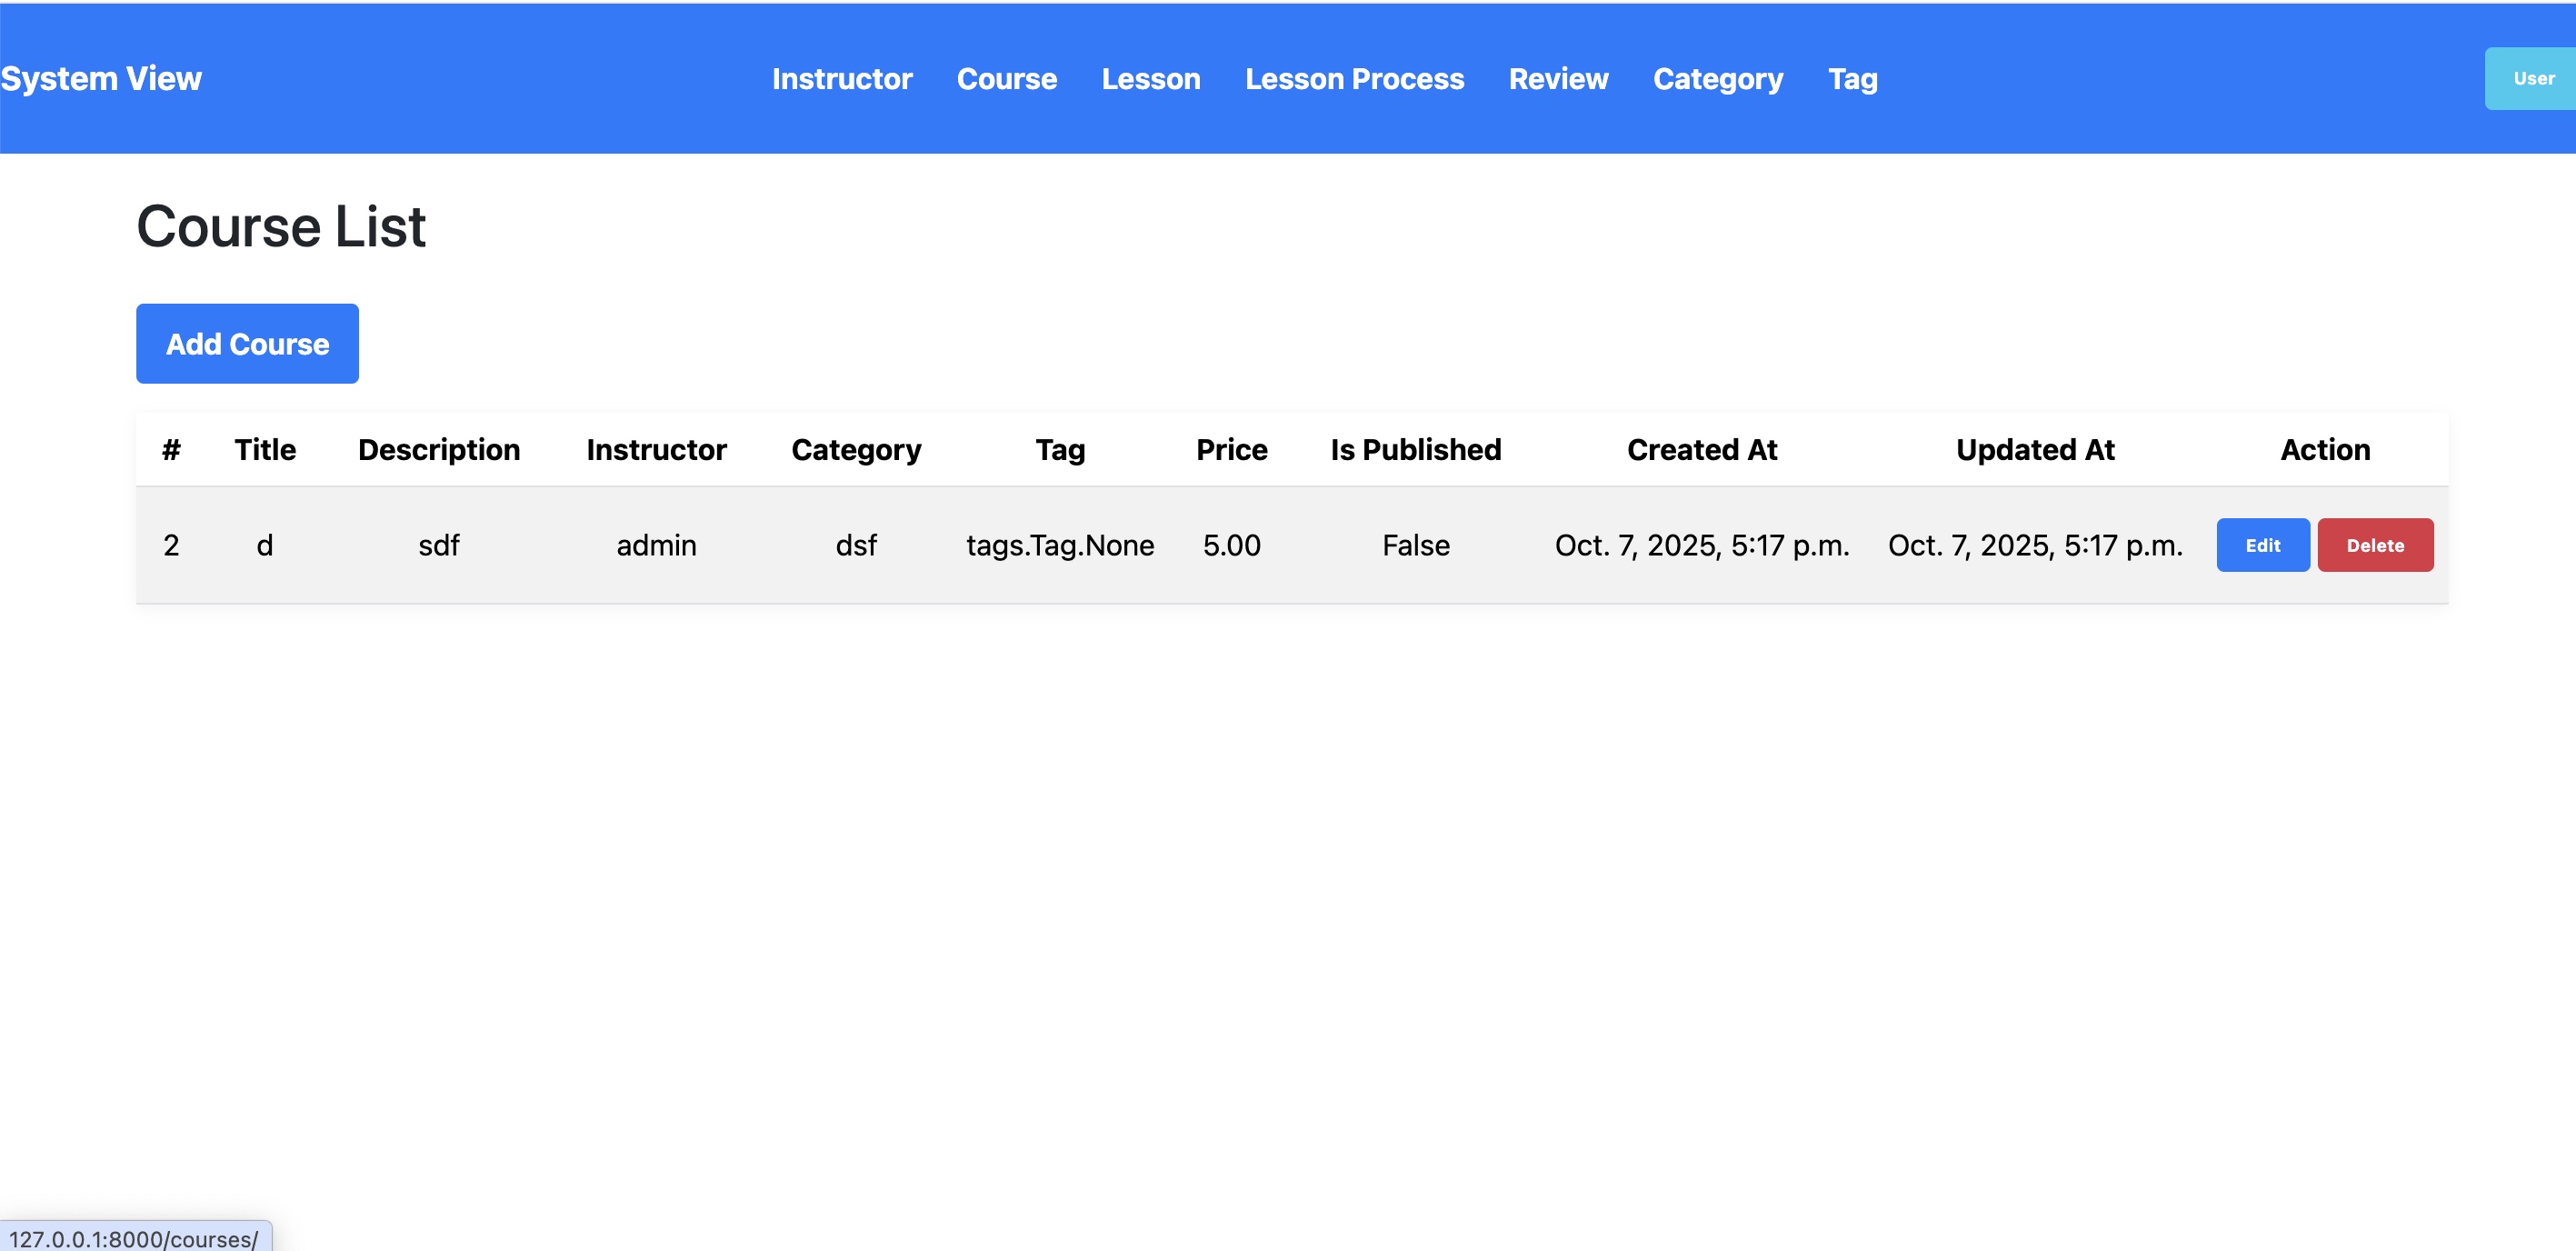 System View Instructor Course Lesson Lesson Process Review Category Tag User
Course List
Add Course
# Title Description Instructor Category Tag Price Is Published Created At Updated At Action
2 d sdf admin dsf tags.Tag.None 5.00 False Oct. 7, 2025, 5:17 p.m. Oct. 7, 2025, 5:17 p.m. Edit Delete
127.0.0.1:8000/courses/